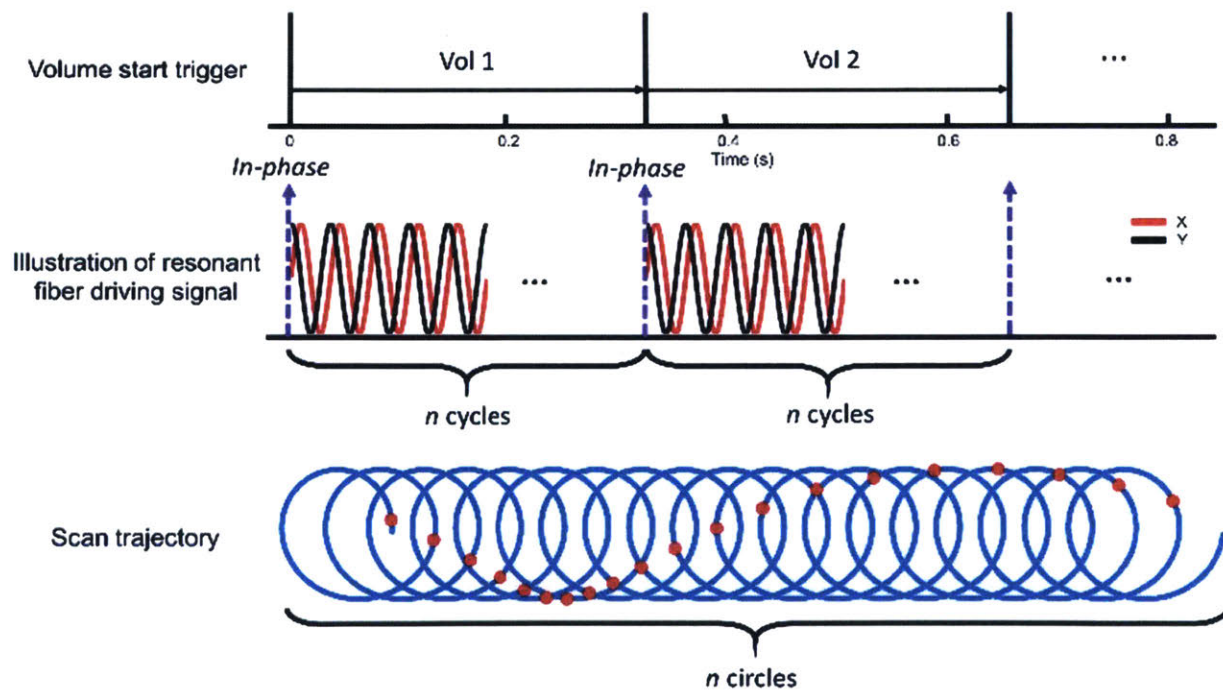 Volume start trigger
Vol 1
Vol 2
...
0
0.2
0.4
0.6
0.8
Time (s)
In-phase
In-phase
X
Y
Illustration of resonant
fiber driving signal
...
...
...
n cycles
n cycles
Scan trajectory
n circles